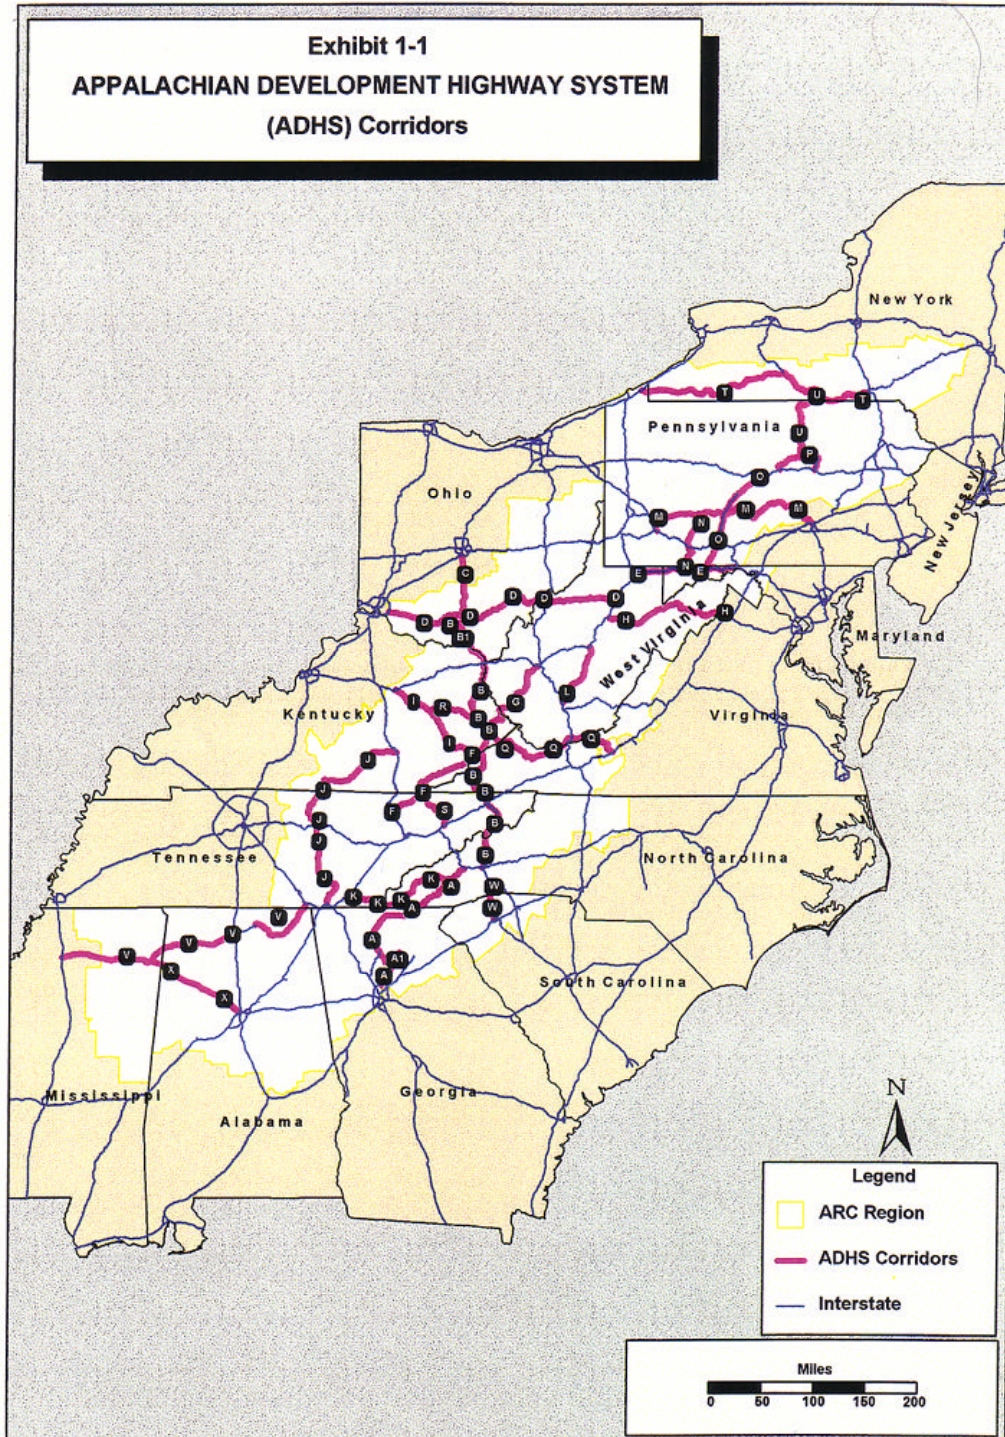 Exhibit 1-1
APPALACHIAN DEVELOPMENT HIGHWAY SYSTEM
(ADHS) Corridors
New York
T
U
T
Pennsylvania
U
P
O
Ohio
New Jersey
M
N
M
M
O
C
E
N
E
D
D
D
B
D
H
H
B1
West Virginia
Maryland
B
L
I
R
G
Kentucky
B
Virginia
B
I
F
Q
Q
Q
J
B
J
F
B
F
S
J
B
J
Tennessee
B
North Carolina
J
K
A
W
K
K
K
A
W
V
V
V
A
V
X
A1
A
South Carolina
X
Mississippi
Georgia
Alabama
N
Legend
ARC Region
ADHS Corridors
Interstate
Miles
0 50 100 150 200